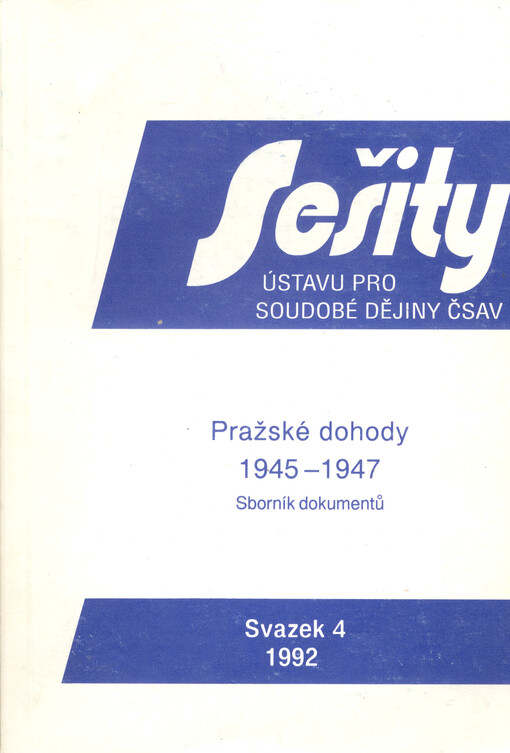 Sešity
ÚSTAVU PRO
SOUDOBÉ DĚJINY ČSAV
Pražské dohody
1945–1947
Sborník dokumentů
Svazek 4
1992